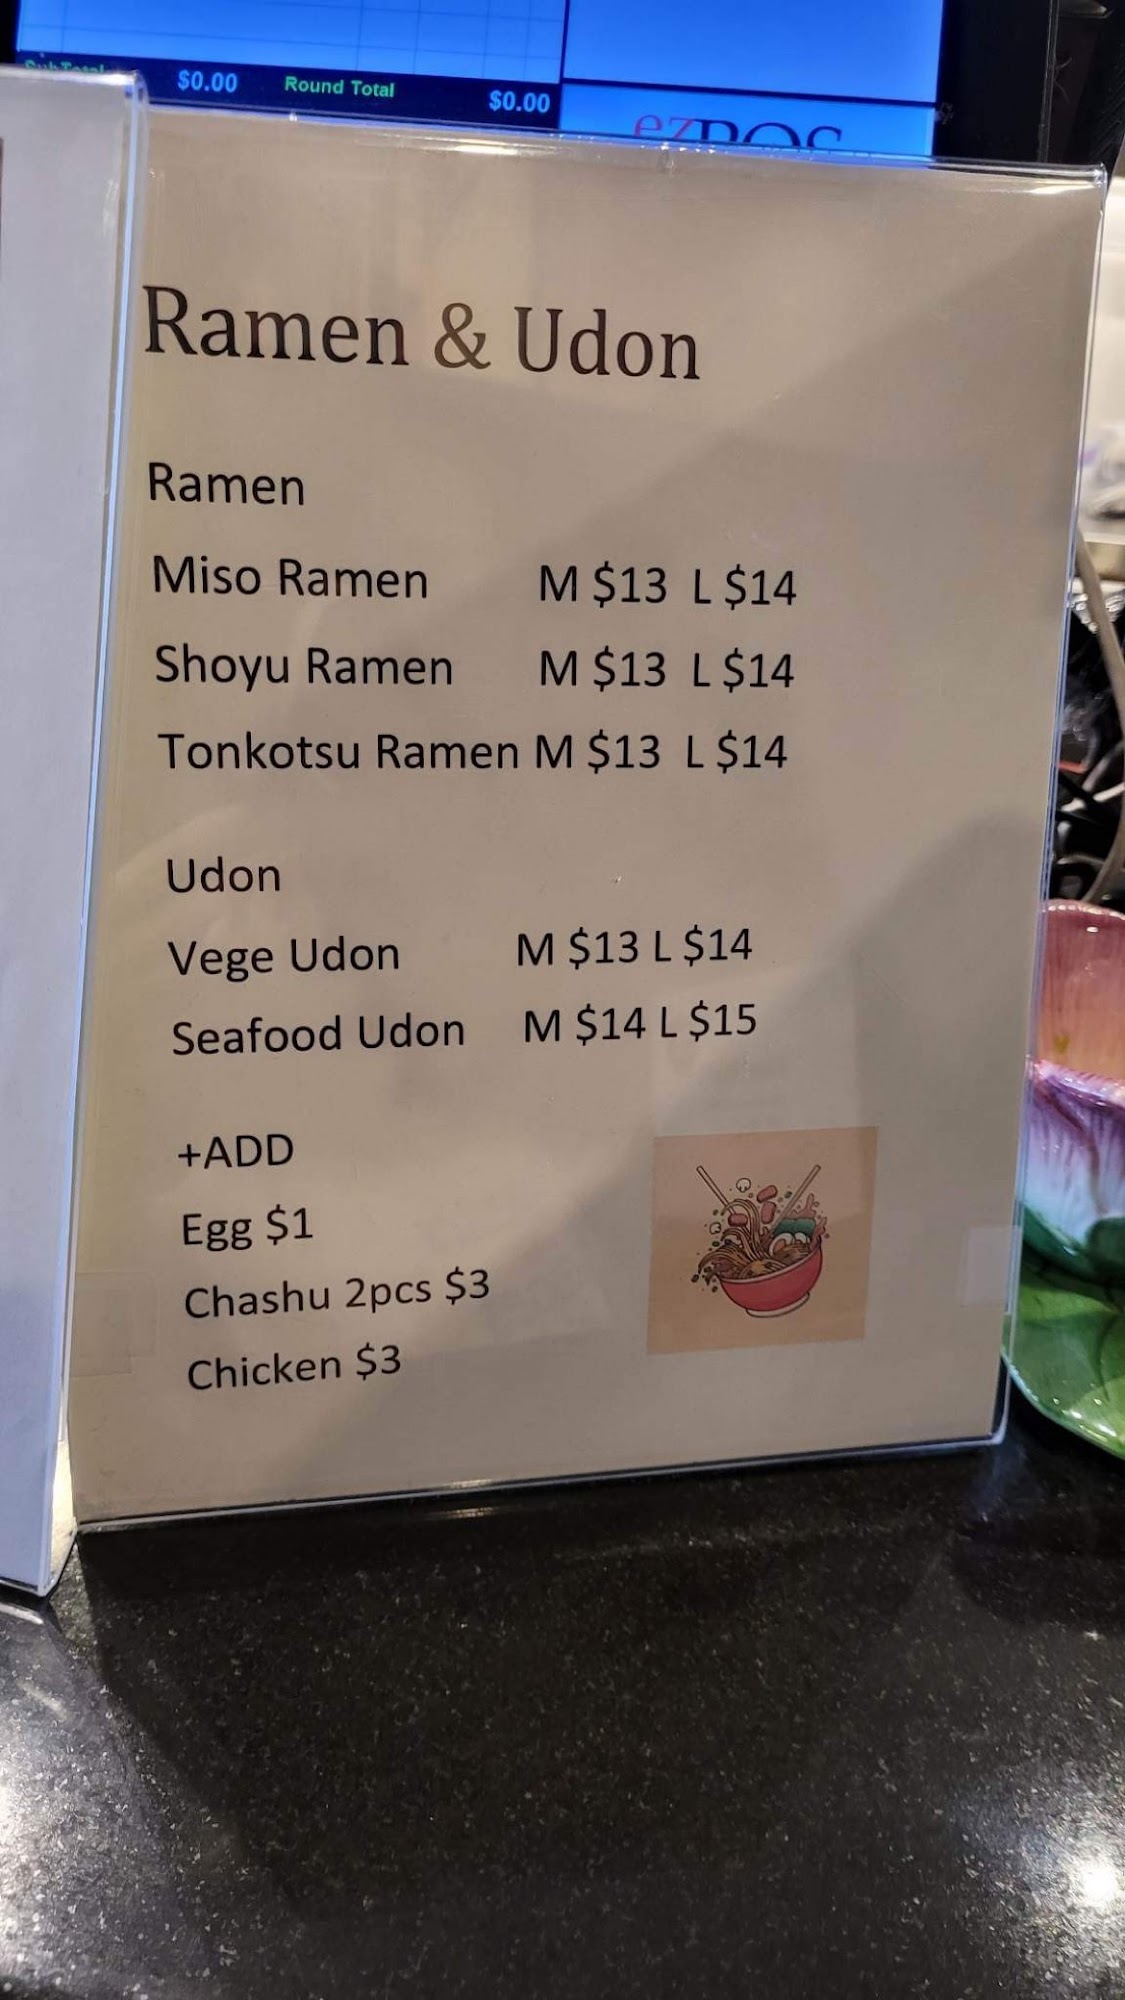 SubTotal $0.00 Round Total $0.00
ezPOS
Ramen & Udon
Ramen
Miso Ramen M $13 L $14
Shoyu Ramen M $13 L $14
Tonkotsu Ramen M $13 L $14
Udon
Vege Udon M $13 L $14
Seafood Udon M $14 L $15
+ADD
Egg $1
Chashu 2pcs $3
Chicken $3